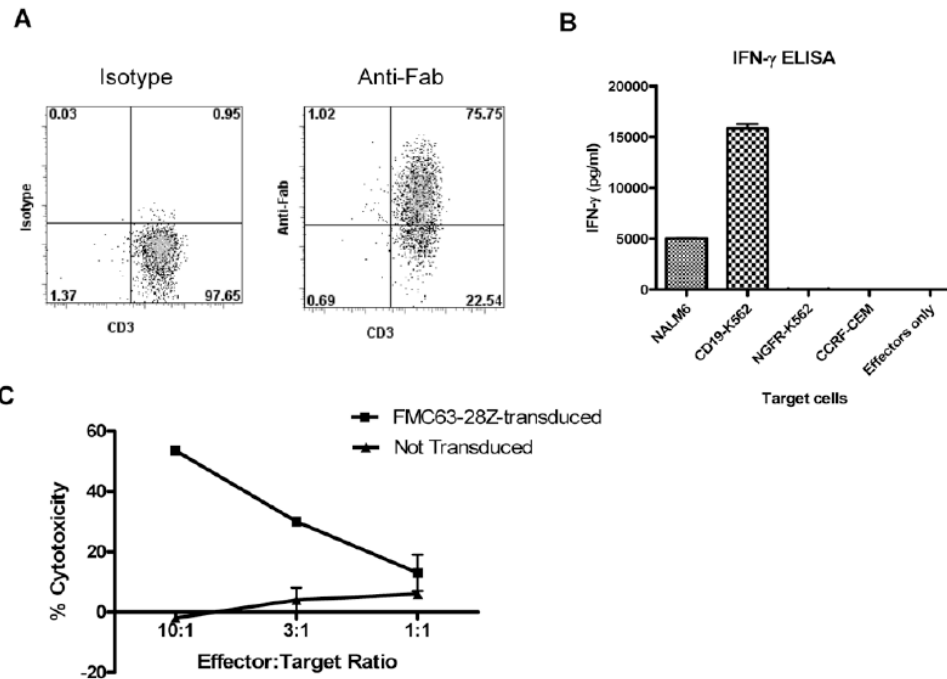 A
Isotype
0.03 0.95
Isotype
1.37 97.65
CD3
Anti-Fab
1.02 75.75
Anti-Fab
0.69 22.54
CD3
B
IFN-γ ELISA
IFN-γ (pg/ml)
20000
15000
10000
5000
0
NALM6
CD19-K562
NGFR-K562
CCRF-CEM
Effectors only
Target cells
C
FMC63-28Z-transduced
Not Transduced
% Cytotoxicity
60
40
20
0
-20
10:1 3:1 1:1
Effector:Target Ratio